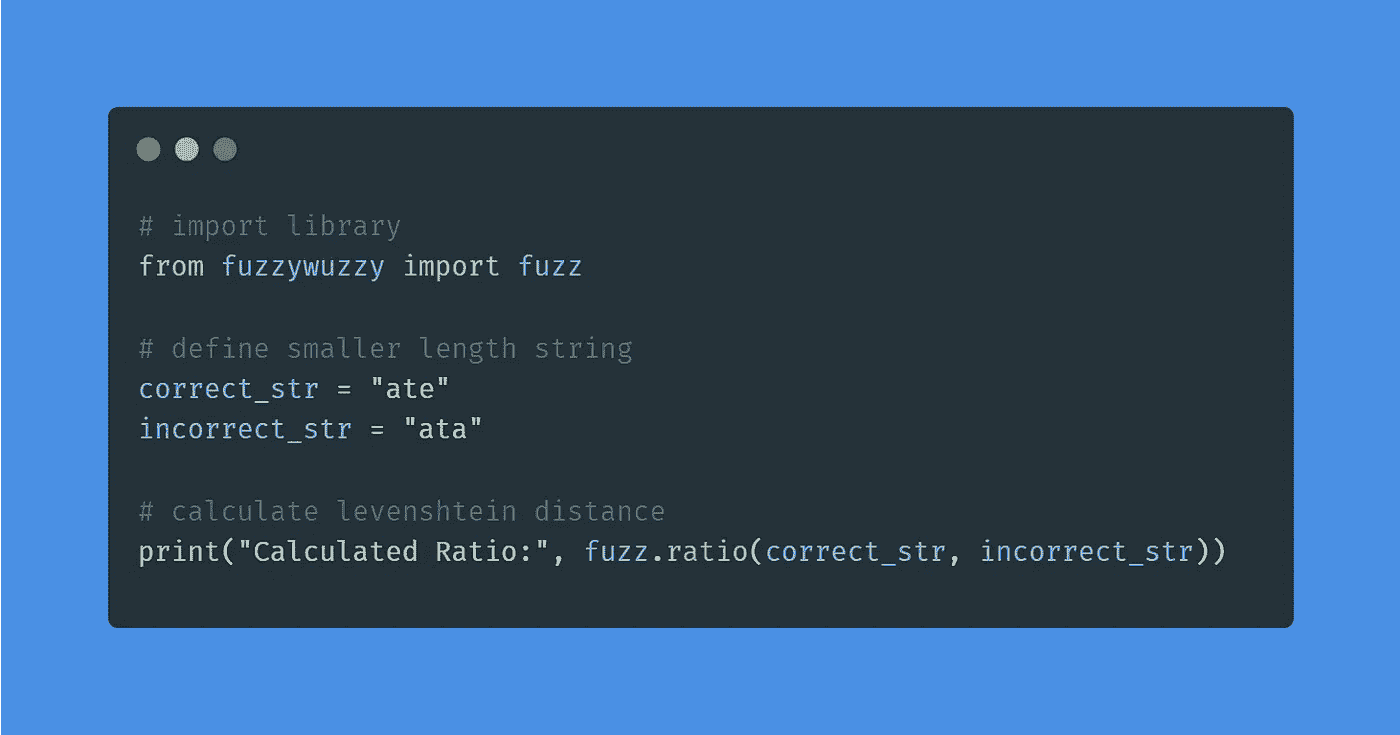 # import library
from fuzzywuzzy import fuzz
# define smaller length string
correct_str = "ate"
incorrect_str = "ata"
# calculate levenshtein distance
print("Calculated Ratio:", fuzz.ratio(correct_str, incorrect_str))